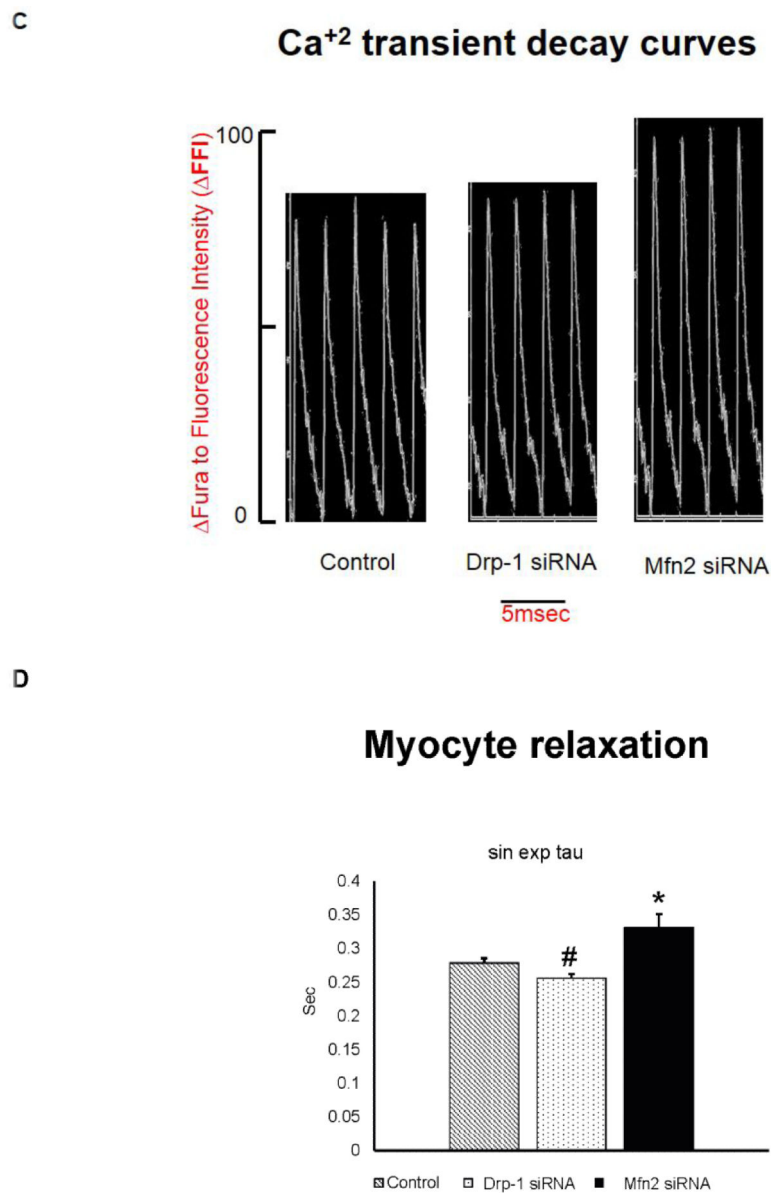 C
Ca⁺² transient decay curves
ΔFura to Fluorescence Intensity (ΔFFI)
100
0
Control
Drp-1 siRNA
Mfn2 siRNA
5msec
D
Myocyte relaxation
sin exp tau
Sec
0.4
0.35
0.3
0.25
0.2
0.15
0.1
0.05
0
#
*
Control
Drp-1 siRNA
Mfn2 siRNA